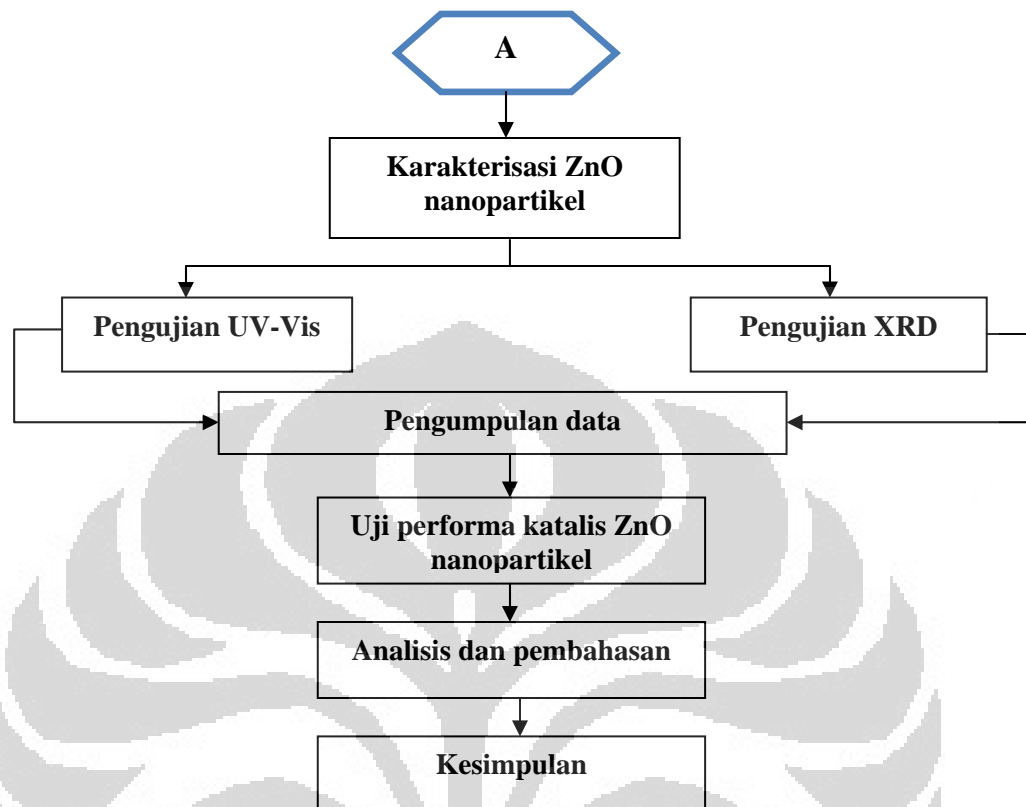 A
Karakterisasi ZnO
nanopartikel
Pengujian UV-Vis
Pengujian XRD
Pengumpulan data
Uji performa katalis ZnO
nanopartikel
Analisis dan pembahasan
Kesimpulan